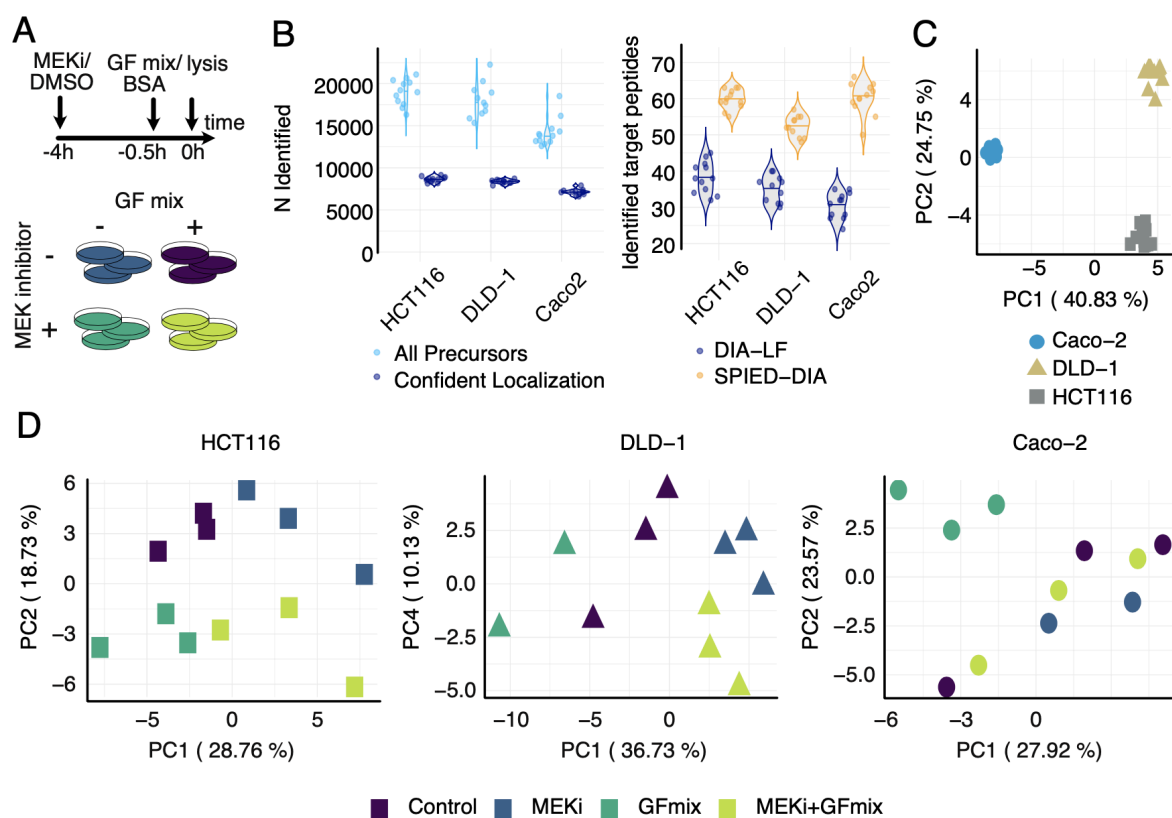 A
MEKi/
DMSO
GF mix/
BSA
lysis
time
-4h
-0.5h
0h
GF mix
-
+
MEK inhibitor
-
+
B
N Identified
20000
15000
10000
5000
0
HCT116
DLD-1
Caco2
All Precursors
Confident Localization
Identified target peptides
70
60
50
40
30
20
HCT116
DLD-1
Caco2
DIA-LF
SPIED-DIA
C
PC2 ( 24.75 %)
4
0
-4
-5
0
5
PC1 ( 40.83 %)
Caco-2
DLD-1
HCT116
D
HCT116
PC2 ( 18.73 %)
6
3
0
-3
-6
-5
0
5
PC1 ( 28.76 %)
DLD-1
PC4 ( 10.13 %)
2.5
0.0
-2.5
-5.0
-10
-5
0
PC1 ( 36.73 %)
Caco-2
PC2 ( 23.57 %)
2.5
0.0
-2.5
-5.0
-6
-3
0
PC1 ( 27.92 %)
Control
MEKi
GFmix
MEKi+GFmix